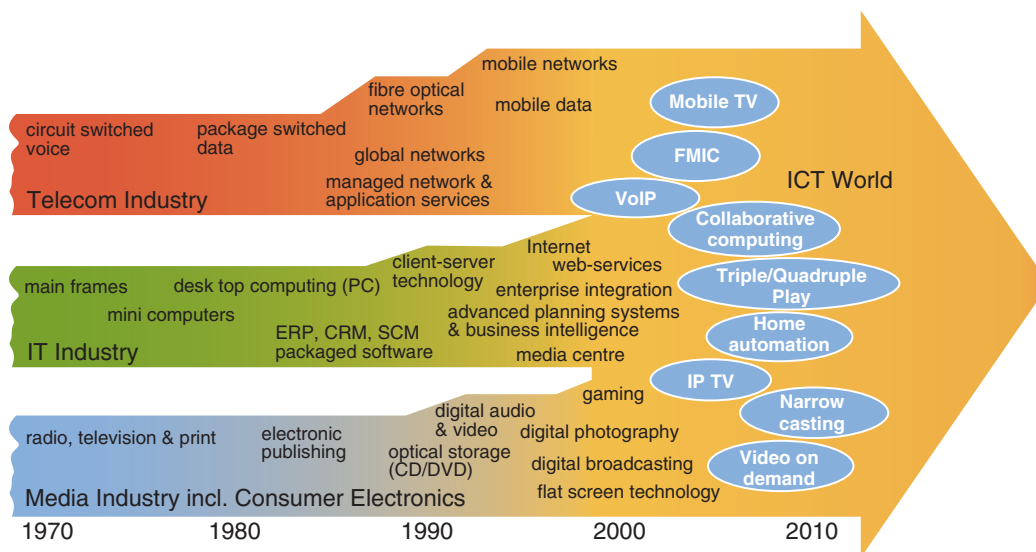 mobile networks
fibre optical
networks
mobile data
Mobile TV
circuit switched
voice
package switched
data
global networks
FMIC
managed network &
application services
Telecom Industry
VoIP
ICT World
Collaborative
computing
Internet
web-services
client-server
technology
main frames
desk top computing (PC)
enterprise integration
Triple/Quadruple
Play
mini computers
advanced planning systems
& business intelligence
ERP, CRM, SCM
packaged software
Home
automation
IT Industry
media centre
IP TV
gaming
Narrow
casting
digital audio
& video
radio, television & print
electronic
publishing
digital photography
optical storage
(CD/DVD)
digital broadcasting
Video on
demand
Media Industry incl. Consumer Electronics
flat screen technology
1970 1980 1990 2000 2010